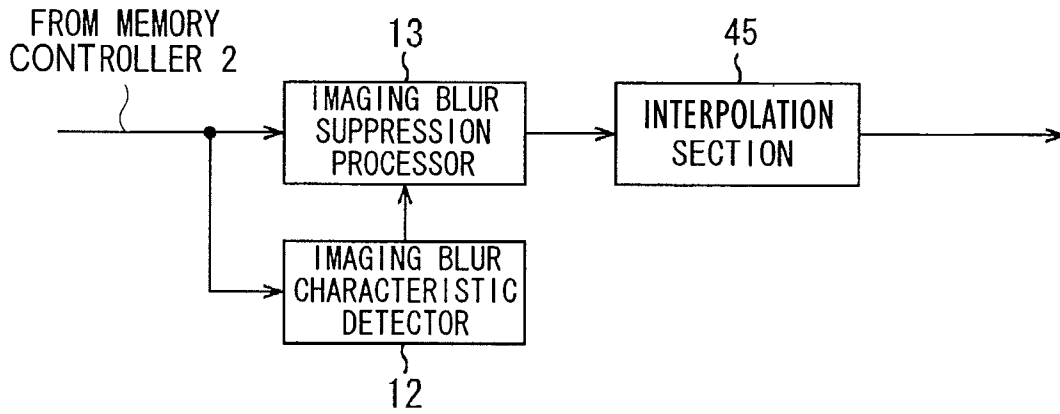 FROM MEMORY
CONTROLLER 2
13
45
IMAGING BLUR
SUPPRESSION
PROCESSOR
INTERPOLATION
SECTION
IMAGING BLUR
CHARACTERISTIC
DETECTOR
12